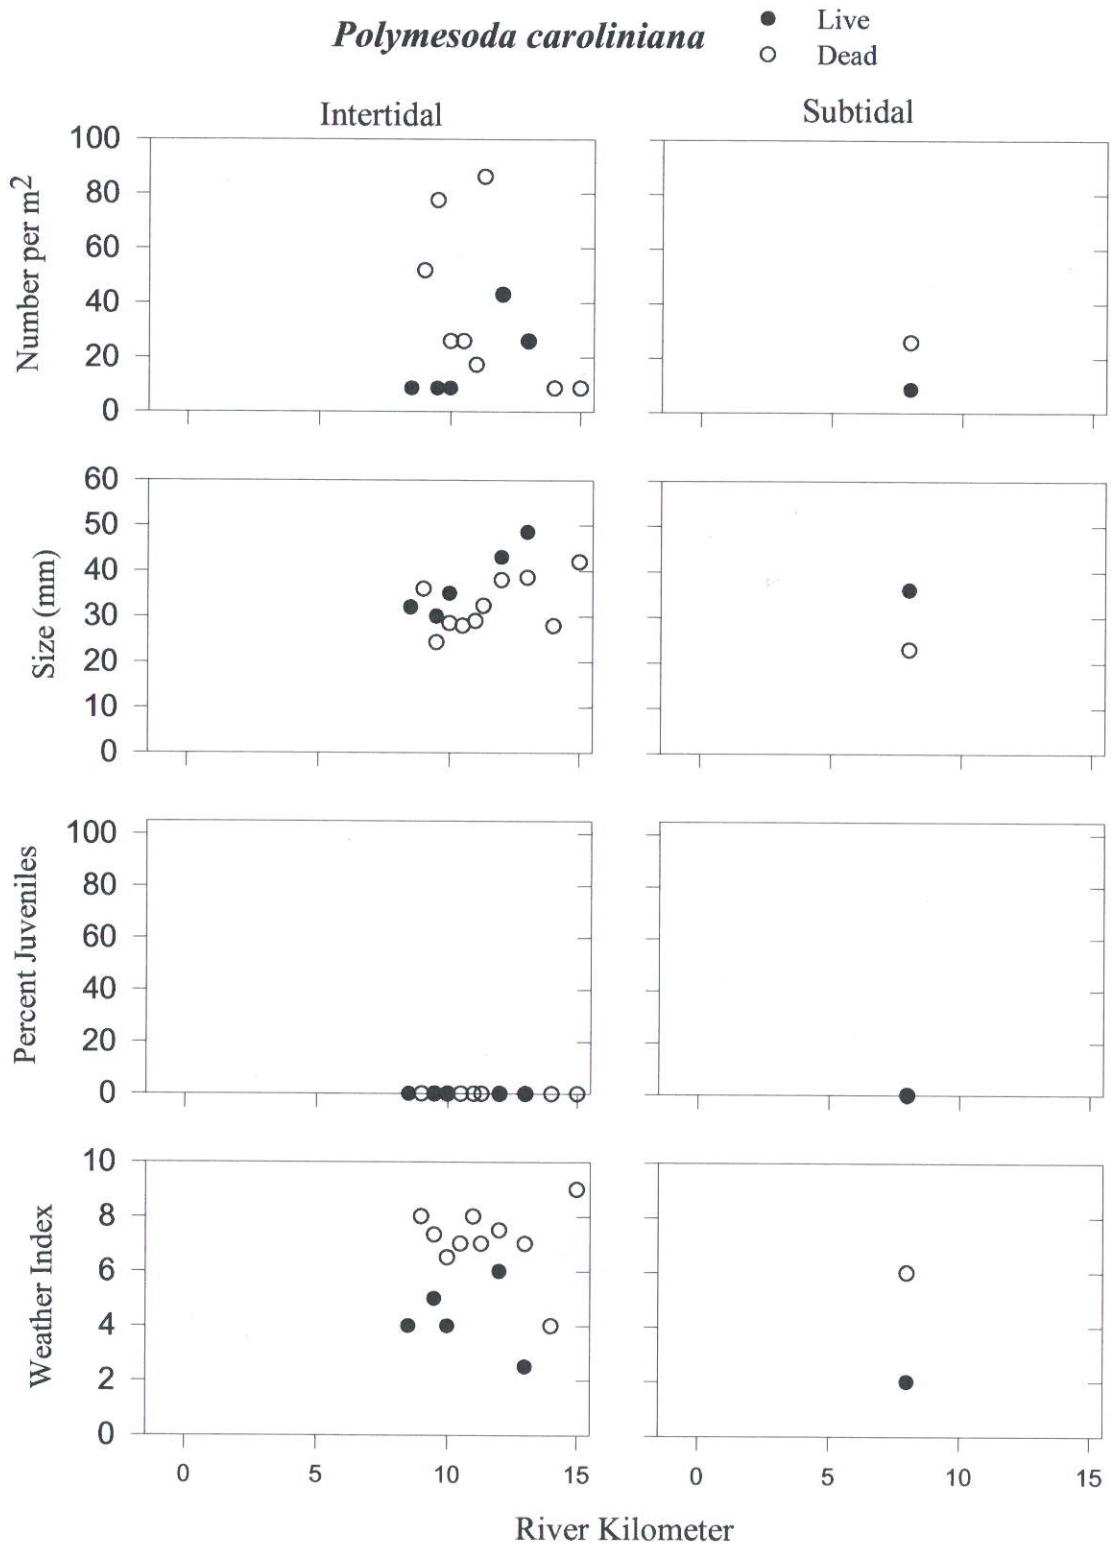 Polymesoda caroliniana
Live
Dead
Intertidal
Subtidal
Number per m2
100
80
60
40
20
0
Size (mm)
60
50
40
30
20
10
0
Percent Juveniles
100
80
60
40
20
0
Weather Index
10
8
6
4
2
0
0 5 10 15
0 5 10 15
River Kilometer